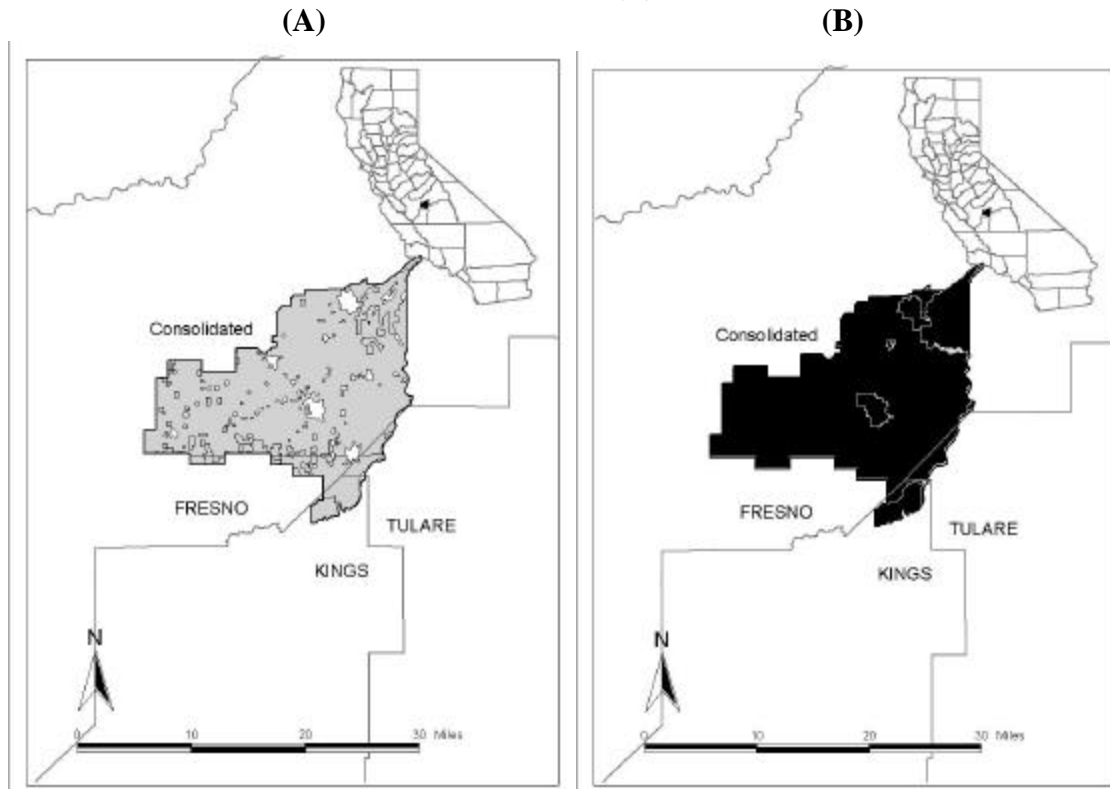 (A)
Consolidated
FRESNO
TULARE
KINGS
N
0 10 20 30 Miles
(B)
Consolidated
FRESNO
TULARE
KINGS
N
0 10 20 30 Miles